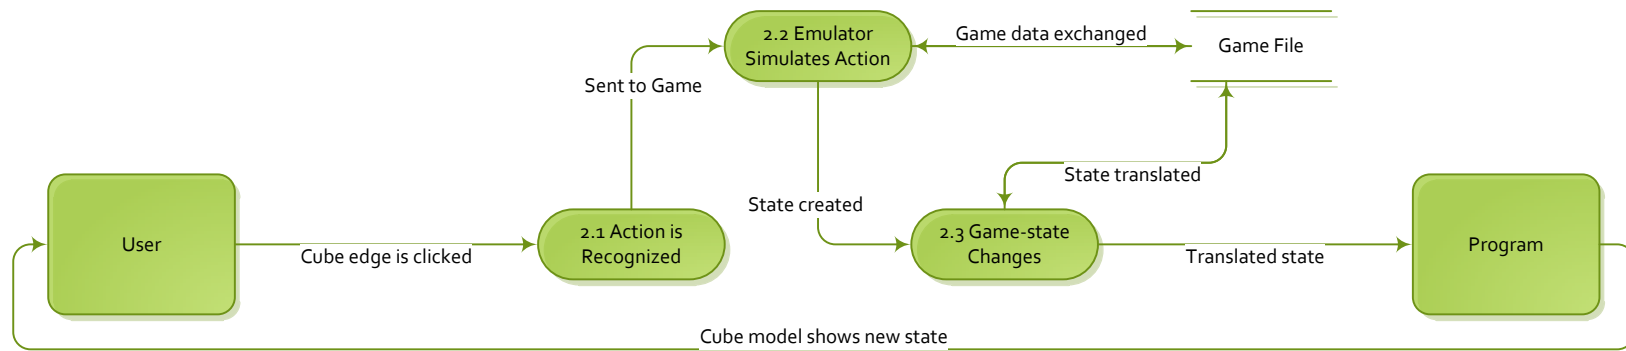 2.2 Emulator
Simulates Action
Game data exchanged
Game File
Sent to Game
State translated
State created
User
Cube edge is clicked
2.1 Action is
Recognized
2.3 Game-state
Changes
Translated state
Program
Cube model shows new state